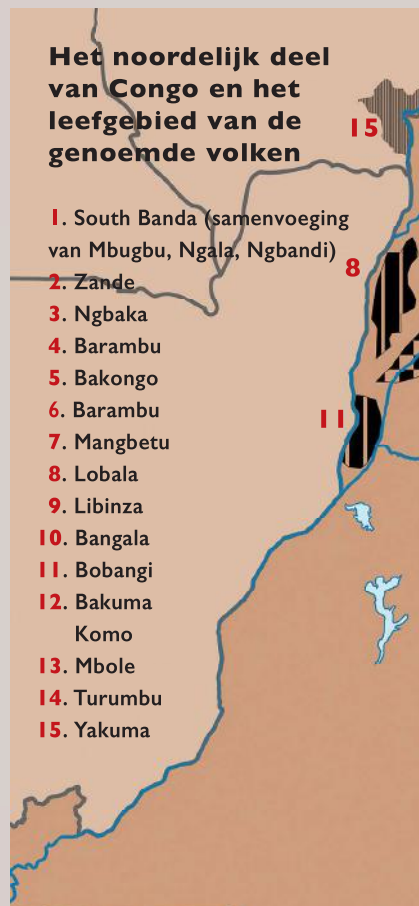 Het noordelijk deel
van Congo en het
leefgebied van de
genoemde volken
1. South Banda (samenvoeging
van Mbugbu, Ngala, Ngbandi)
2. Zande
3. Ngbaka
4. Barambu
5. Bakongo
6. Barambu
7. Mangbetu
8. Lobala
9. Libinza
10. Bangala
11. Bobangi
12. Bakuma
Komo
13. Mbole
14. Turumbu
15. Yakuma
15
8
11